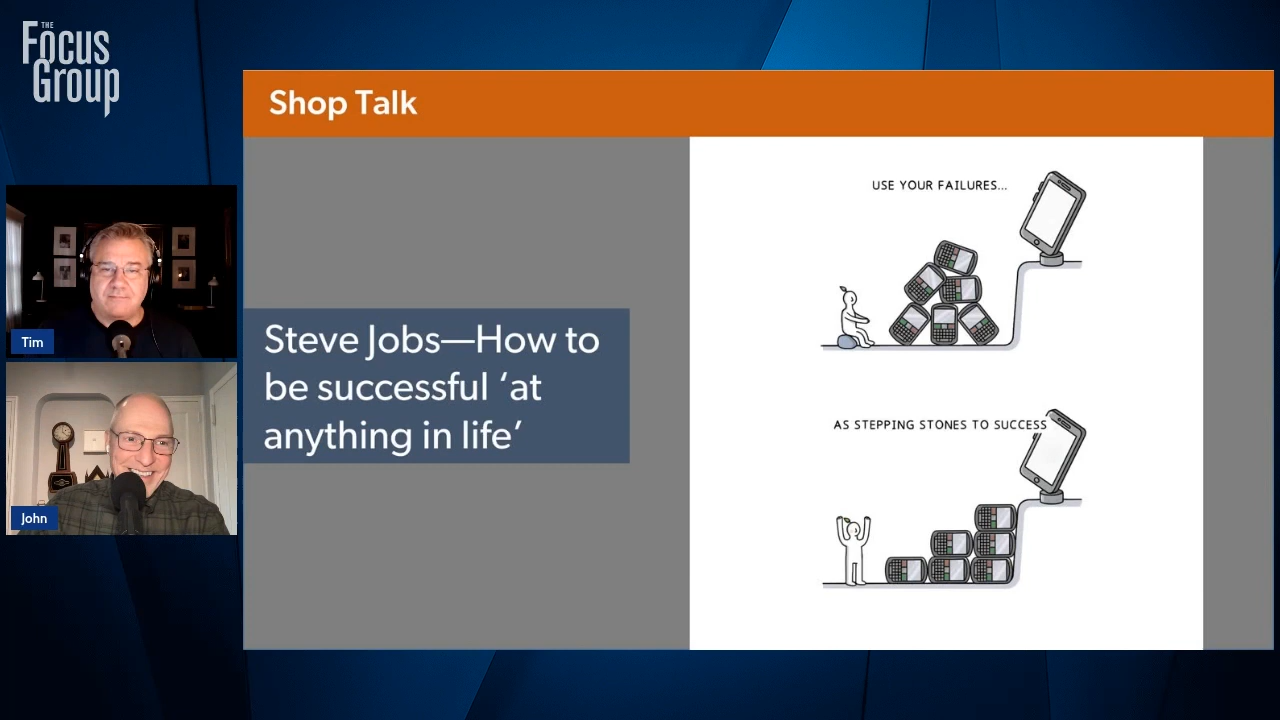 THE
Focus
Group
Shop Talk
Tim
John
Steve Jobs—How to
be successful ‘at
anything in life’
USE YOUR FAILURES...
AS STEPPING STONES TO SUCCESS